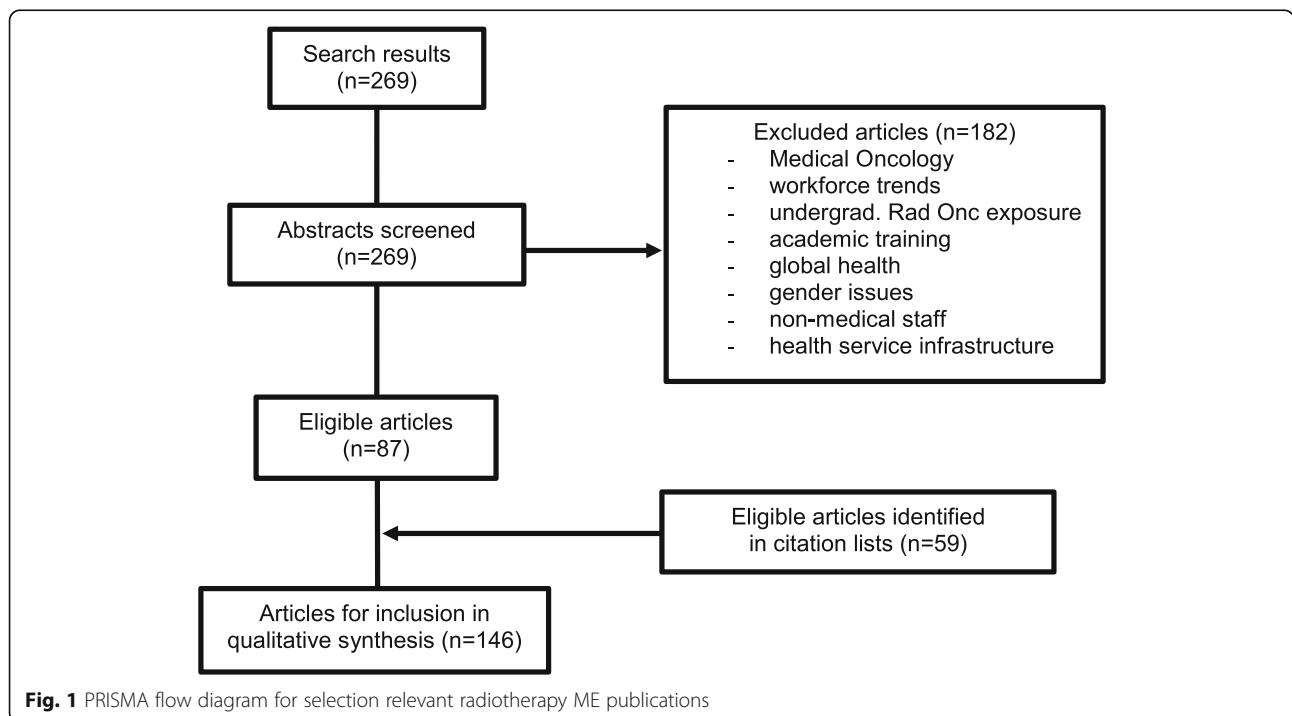 Search results
(n=269)
Excluded articles (n=182)
- Medical Oncology
- workforce trends
- undergrad. Rad Onc exposure
- academic training
- global health
- gender issues
- non-medical staff
- health service infrastructure
Abstracts screened
(n=269)
Eligible articles
(n=87)
Eligible articles identified
in citation lists (n=59)
Articles for inclusion in
qualitative synthesis (n=146)
Fig. 1 PRISMA flow diagram for selection relevant radiotherapy ME publications